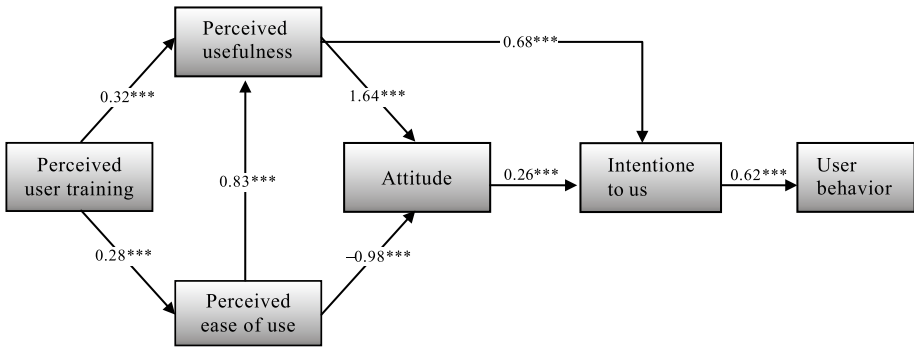 Perceived
usefulness
0.68***
0.32***
1.64***
Perceived
user training
0.83***
Attitude
0.26***
Intentione
to us
0.62***
User
behavior
0.28***
–0.98***
Perceived
ease of use